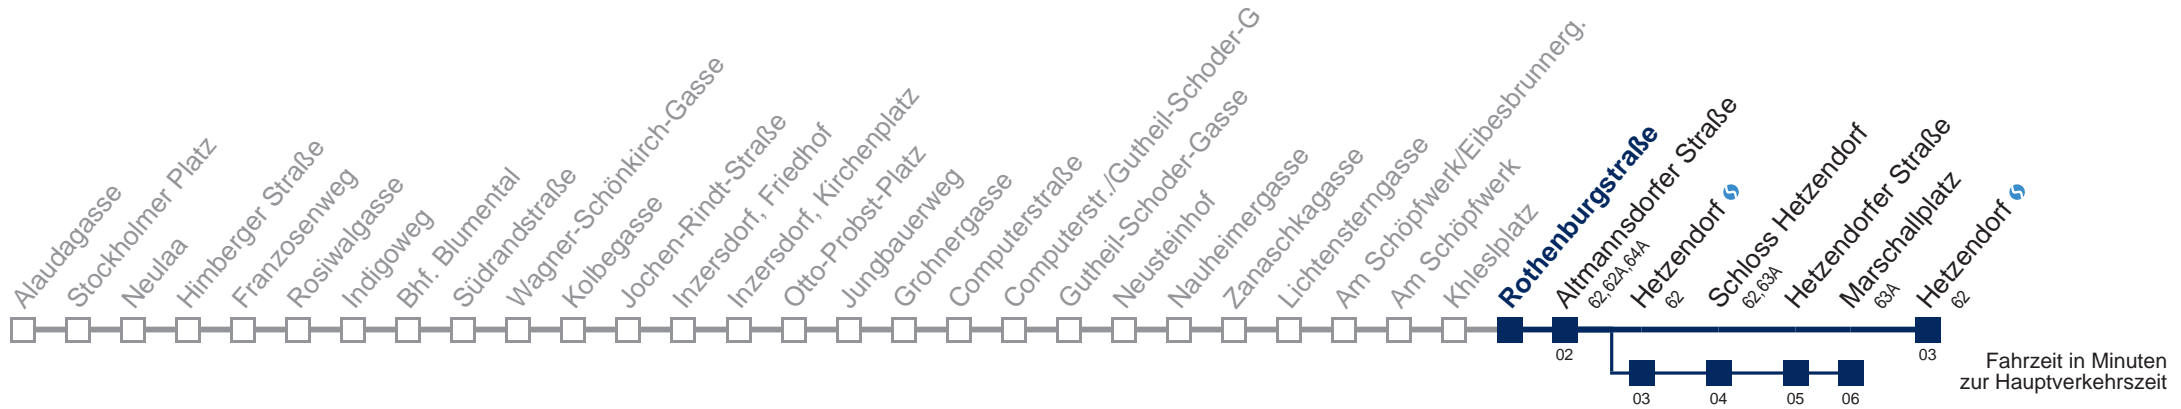 Alaudagasse
Stockholmer Platz
Neulaa
Himberger Straße
Franzosenweg
Rosiwalgasse
Indigoweg
Bhf. Blumental
Südrandstraße
Wagner-Schönkirch-Gasse
Kolbegasse
Jochen-Rindt-Straße
Inzersdorf, Friedhof
Inzersdorf, Kirchenplatz
Otto-Probst-Platz
Jungbauerweg
Grohnergasse
Computerstraße
Computerstr./Gutheil-Schoder-G
Gutheil-Schoder-Gasse
Neusteinhof
Nauheimergasse
Zanaschkagasse
Lichtensterngasse
Am Schöpfwerk/Eibesbrunnerg.
Am Schöpfwerk
Khleslplatz
Rothenburgstraße
Altmannsdorfer Straße
62,62A,64A
Hetzendorf
62
Schloss Hetzendorf
62,63A
Hetzendorfer Straße
Marschallplatz
63A
Hetzendorf
62
02
03
03
04
05
06
Fahrzeit in Minuten
zur Hauptverkehrszeit